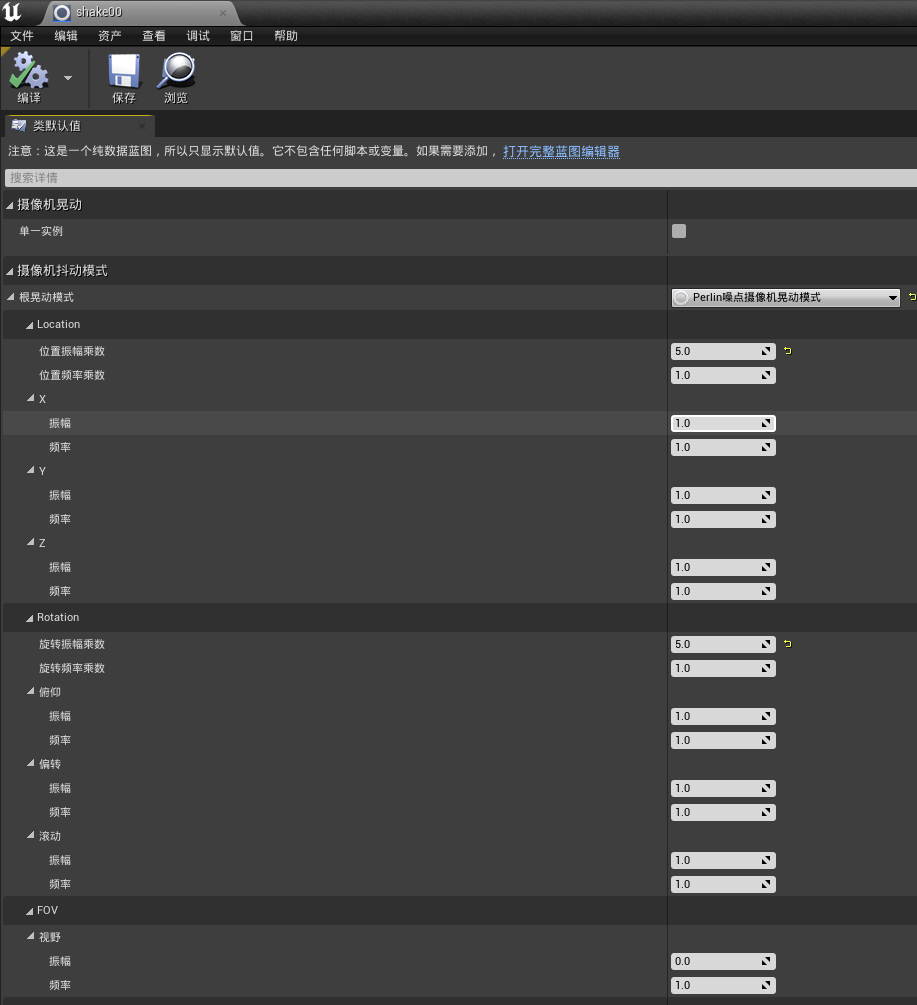 shake00
文件 编辑 资产 查看 调试 窗口 帮助
编译 保存 浏览
类默认值
注意：这是一个纯数据蓝图，所以只显示默认值。它不包含任何脚本或变量。如果需要添加，打开完整蓝图编辑器
搜索详情
摄像机晃动
单一实例
摄像机抖动模式
根晃动模式 Perlin噪点摄像机晃动模式
Location
位置振幅乘数 5.0
位置频率乘数 1.0
X
振幅 1.0
频率 1.0
Y
振幅 1.0
频率 1.0
Z
振幅 1.0
频率 1.0
Rotation
旋转振幅乘数 5.0
旋转频率乘数 1.0
俯仰
振幅 1.0
频率 1.0
偏转
振幅 1.0
频率 1.0
滚动
振幅 1.0
频率 1.0
FOV
视野
振幅 0.0
频率 1.0